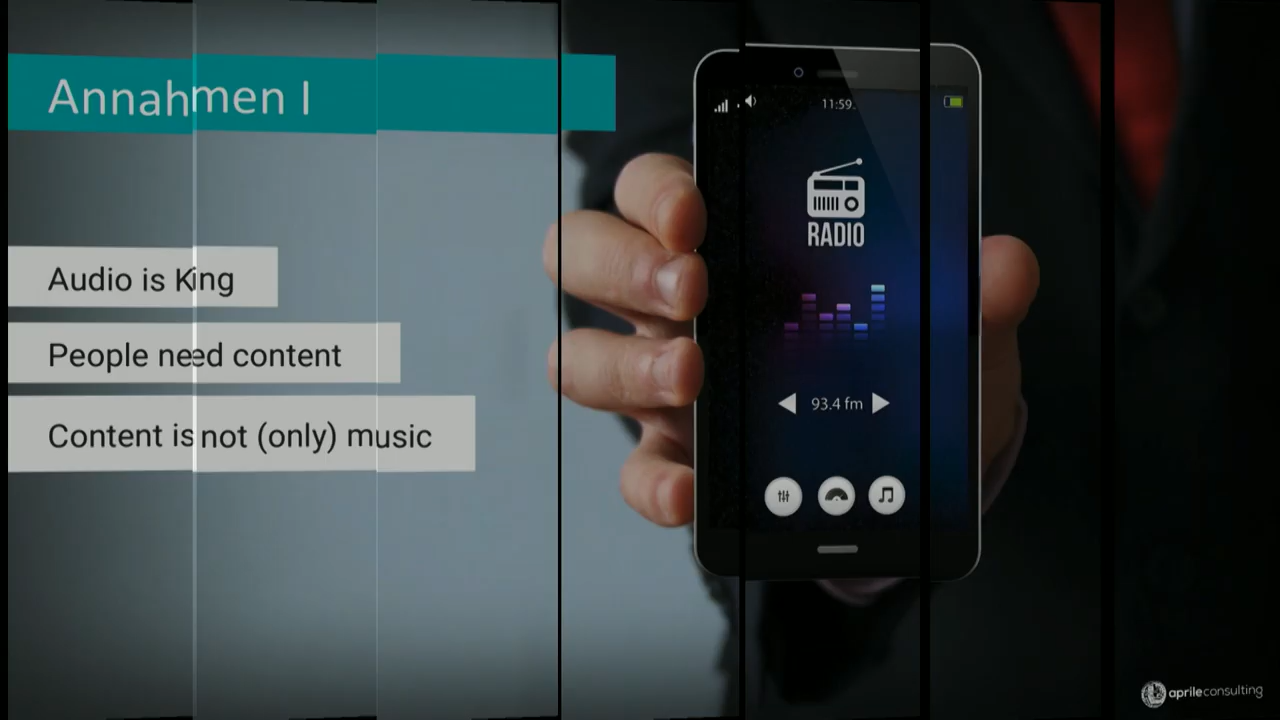 Annahmen I
Audio is King
People need content
Content is not (only) music
11:59
RADIO
93.4 fm
aprileconsulting